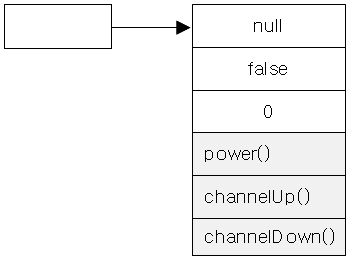 null
false
0
power()
channelUp()
channelDown()